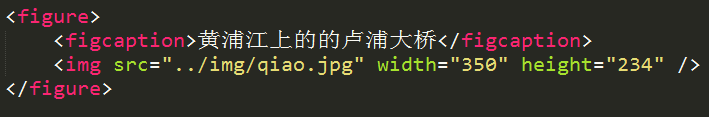 <figure>
    <figcaption>黄浦江上的的卢浦大桥</figcaption>
    <img src="../img/qiao.jpg" width="350" height="234" />
</figure>